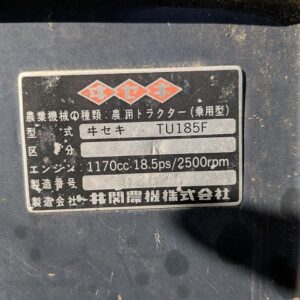 ヰセキ
農業機械の種類:農用トラクター(乗用型)
型式 ヰセキ TU185F
区分
エンジン 1170cc-18.5ps/2500rpm
製造番号
製造会社 井関農機株式会社